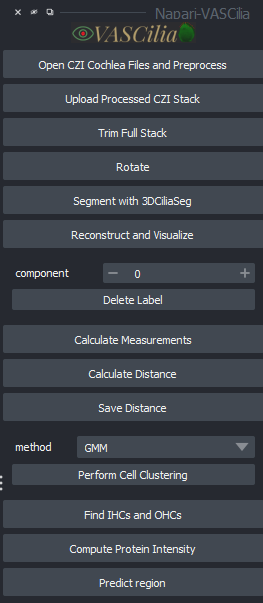 Napari-VASCilia
VASCilia
Open CZI Cochlea Files and Preprocess
Upload Processed CZI Stack
Trim Full Stack
Rotate
Segment with 3DCiliaSeg
Reconstruct and Visualize
component − 0 +
Delete Label
Calculate Measurements
Calculate Distance
Save Distance
method GMM
Perform Cell Clustering
Find IHCs and OHCs
Compute Protein Intensity
Predict region